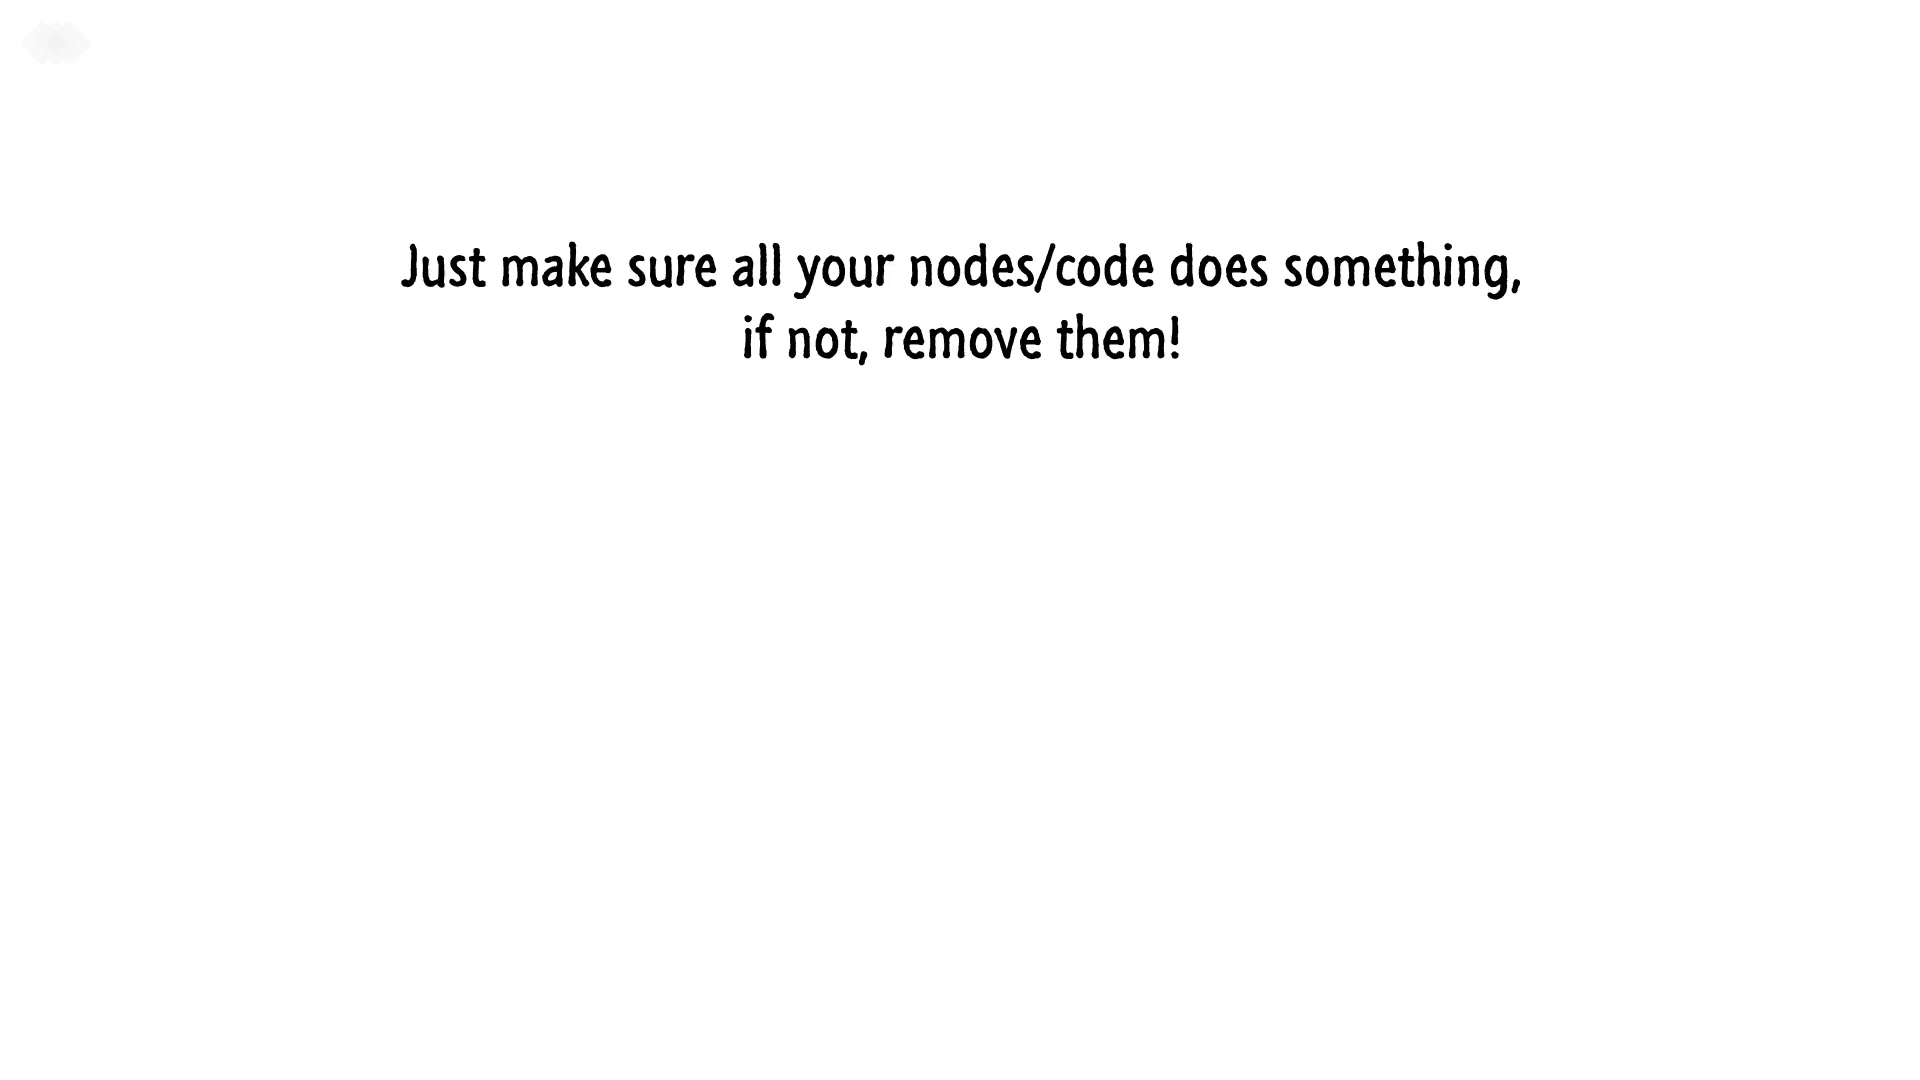 Just make sure all your nodes/code does something,
if not, remove them!